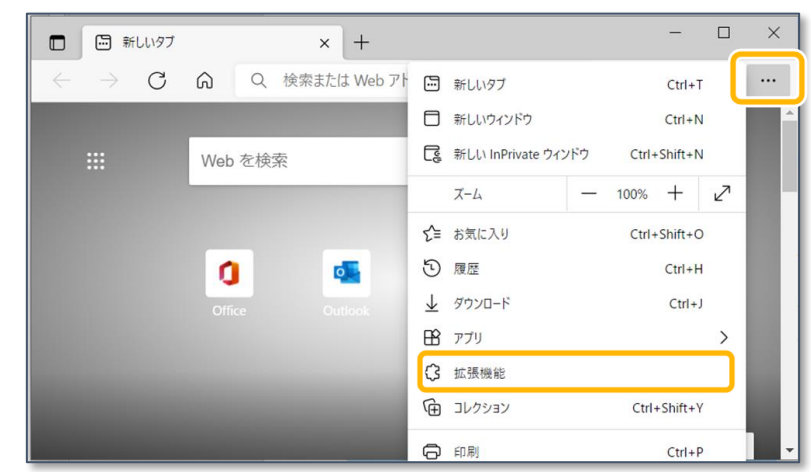 新しいタブ
検索または Web アド
Web を検索
Office
Outlook
新しいタブ Ctrl+T
新しいウィンドウ Ctrl+N
新しい InPrivate ウィンドウ Ctrl+Shift+N
ズーム 100%
お気に入り Ctrl+Shift+O
履歴 Ctrl+H
ダウンロード Ctrl+J
アプリ
拡張機能
コレクション Ctrl+Shift+Y
印刷 Ctrl+P